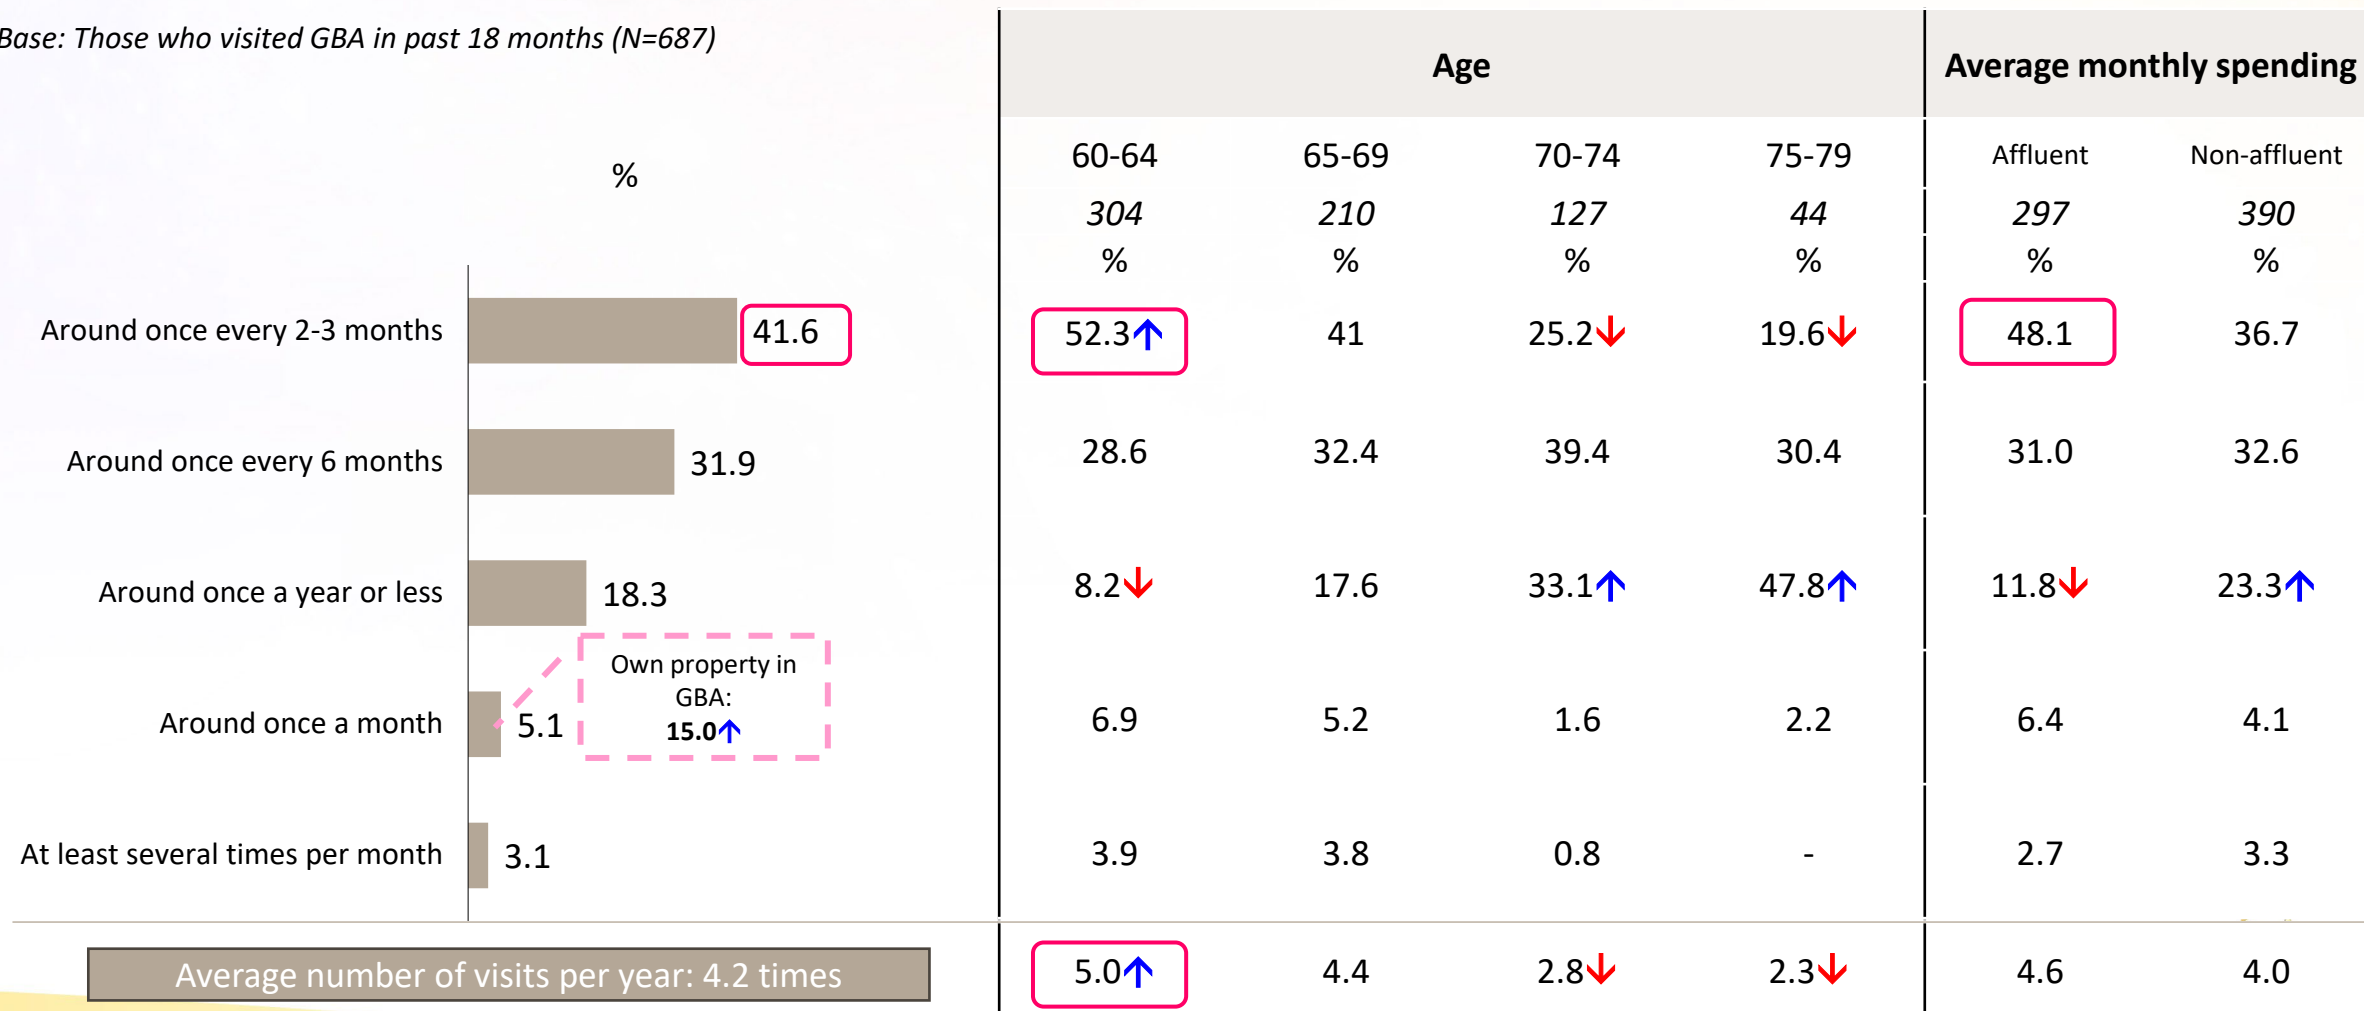 Base: Those who visited GBA in past 18 months (N=687)
Age
Average monthly spending
%
60-64 65-69 70-74 75-79 Affluent Non-affluent
304 210 127 44 297 390
% % % % % %
Around once every 2-3 months 41.6 52.3↑ 41 25.2↓ 19.6↓ 48.1 36.7
Around once every 6 months 31.9 28.6 32.4 39.4 30.4 31.0 32.6
Around once a year or less 18.3 8.2↓ 17.6 33.1↑ 47.8↑ 11.8↓ 23.3↑
Own property in
GBA:
15.0↑
Around once a month 5.1 6.9 5.2 1.6 2.2 6.4 4.1
At least several times per month 3.1 3.9 3.8 0.8 - 2.7 3.3
Average number of visits per year: 4.2 times 5.0↑ 4.4 2.8↓ 2.3↓ 4.6 4.0